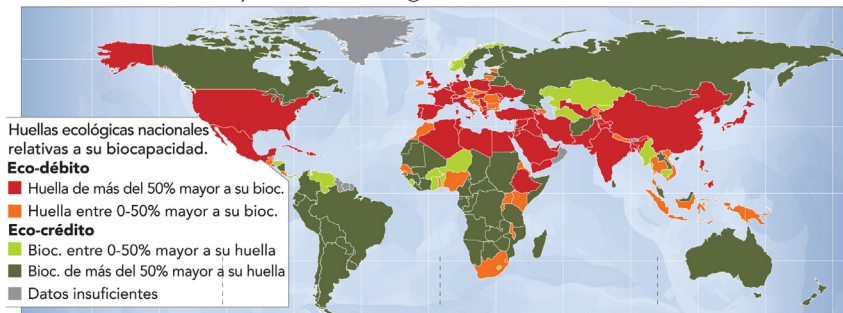 Huellas ecológicas nacionales
relativas a su biocapacidad.
Eco-débito
Huella de más del 50% mayor a su bioc.
Huella entre 0-50% mayor a su bioc.
Eco-crédito
Bioc. entre 0-50% mayor a su huella
Bioc. de más del 50% mayor a su huella
Datos insuficientes